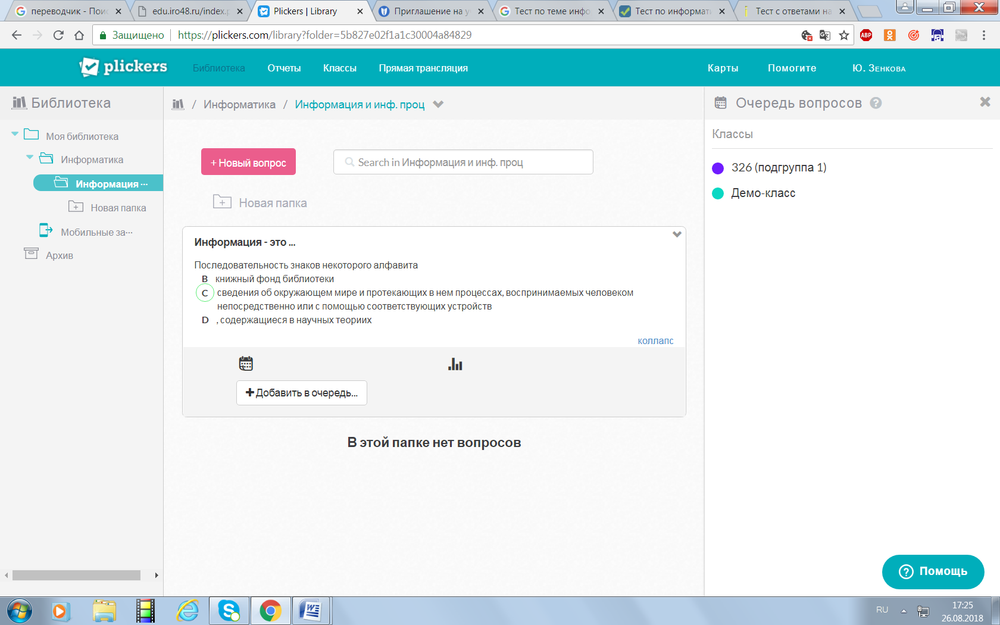 переводчик - Пои
edu.iro48.ru/index.p
Plickers | Library
Приглашение на у
Тест по теме инфо
Тест по информат
Тест с ответами на
Защищено
https://plickers.com/library?folder=5b827e02f1a1c30004a84829
ABP
plickers
Библиотека
Отчеты
Классы
Прямая трансляция
Карты
Помогите
Ю. Зенкова
Библиотека
/ Информатика / Информация и инф. проц
Очередь вопросов ?
Моя библиотека
Информатика
Информация ...
Новая папка
Мобильные за...
Архив
+ Новый вопрос
Search in Информация и инф. проц
Новая папка
Информация - это ...
Последовательность знаков некоторого алфавита
B книжный фонд библиотеки
C сведения об окружающем мире и протекающих в нем процессах, воспринимаемых человеком
непосредственно или с помощью соответствующих устройств
D , содержащиеся в научных теориих
коллапс
+ Добавить в очередь...
В этой папке нет вопросов
Классы
326 (подгруппа 1)
Демо-класс
? Помощь
RU
17:25
26.08.2018